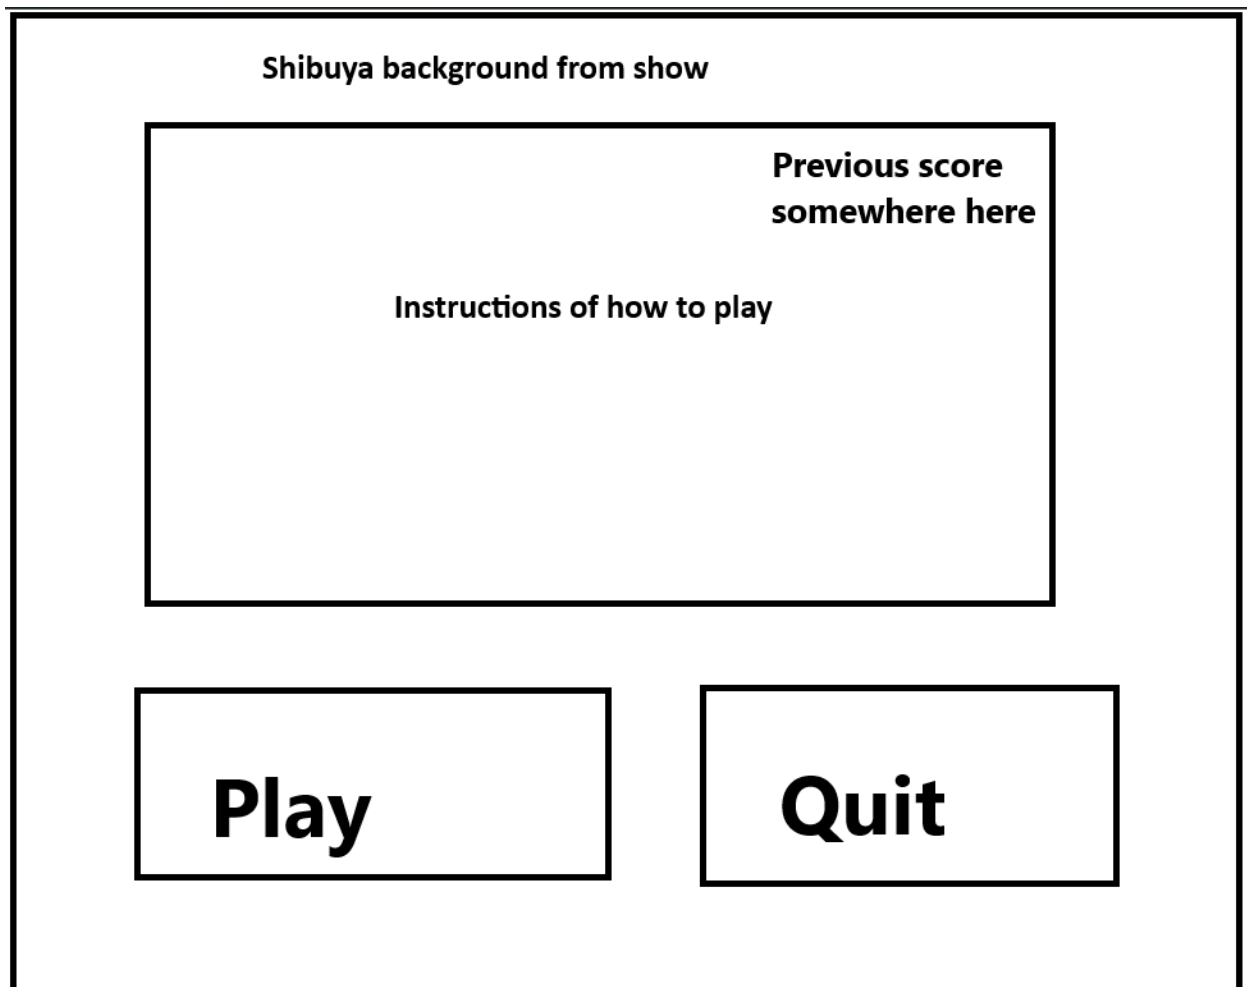 Shibuya background from show
Previous score
somewhere here
Instructions of how to play
Play
Quit